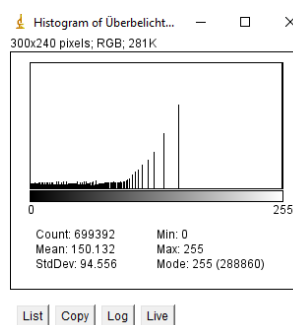 Histogram of Überbelicht...
300x240 pixels; RGB; 281K
0 255
Count: 699392 Min: 0
Mean: 150.132 Max: 255
StdDev: 94.556 Mode: 255 (288860)
List Copy Log Live